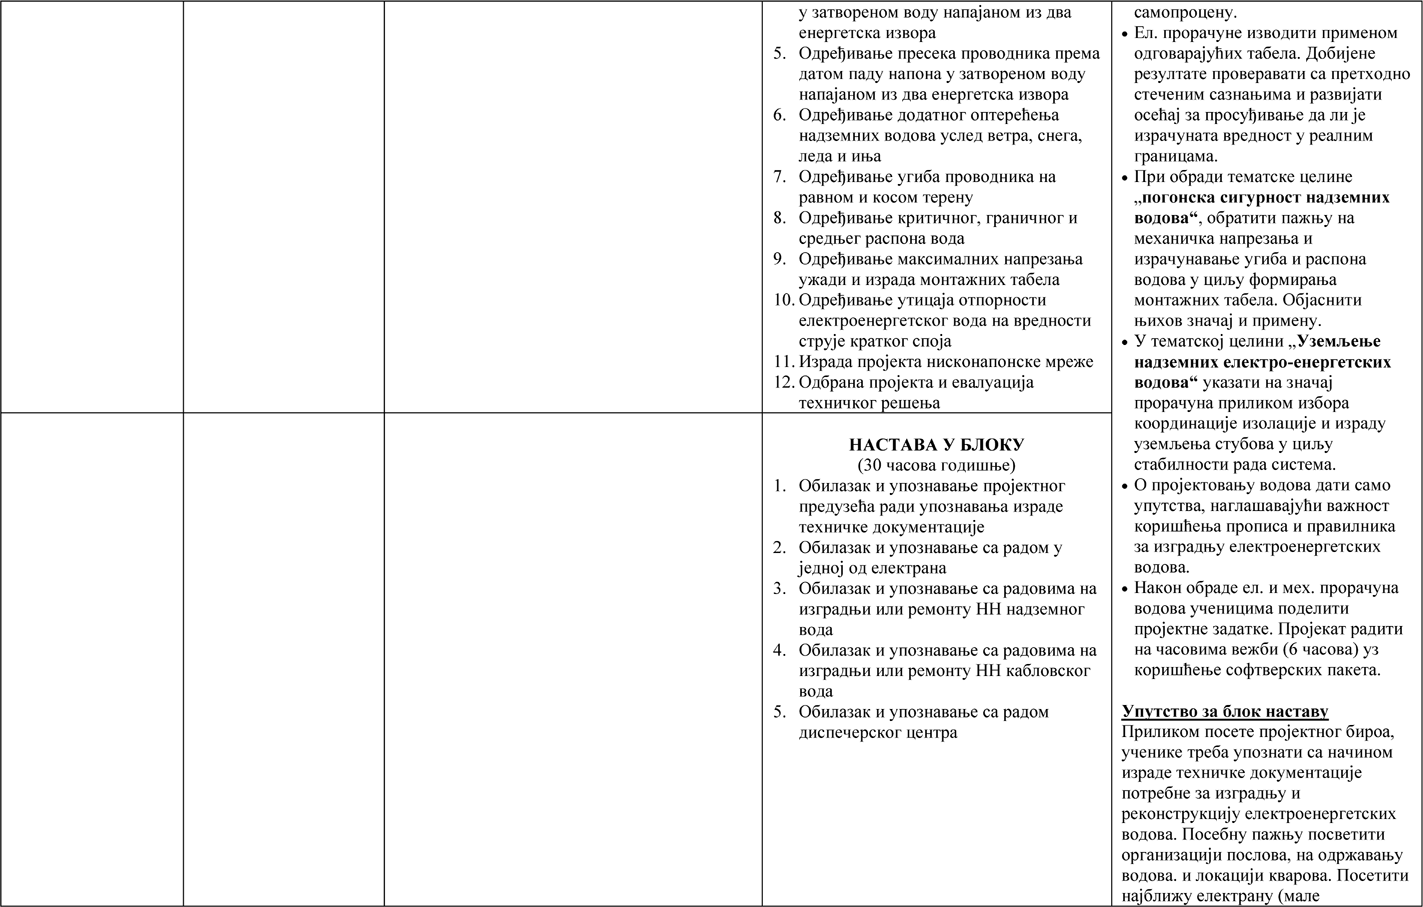 у затвореном воду напајаном из два
енергетска извора
5. Одређивање пресека проводника према
датом паду напона у затвореном воду
напајаном из два енергетска извора
6. Одређивање додатног оптерећења
надземних водова услед ветра, снега,
леда и иња
7. Одређивање угиба проводника на
равном и косом терену
8. Одређивање критичног, граничног и
средњег распона вода
9. Одређивање максималних напрезања
ужади и израда монтажних табела
10. Одређивање утицаја отпорности
електроенергетског вода на вредности
струје кратког споја
11. Израда пројекта нисконапонске мреже
12. Одбрана пројекта и евалуација
техничког решења
НАСТАВА У БЛОКУ
(30 часова годишње)
1. Обилазак и упознавање пројектног
предузећа ради упознавања израде
техничке документације
2. Обилазак и упознавање са радом у
једној од електрана
3. Обилазак и упознавање са радовима на
изградњи или ремонту НН надземног
вода
4. Обилазак и упознавање са радовима на
изградњи или ремонту НН кабловског
вода
5. Обилазак и упознавање са радом
диспечерског центра
самопроцену.
• Ел. прорачуне изводити применом
одговарајућих табела. Добијене
резултате проверавати са претходно
стеченим сазнањима и развијати
осећај за просуђивање да ли је
израчуната вредност у реалним
границама.
• При обради тематске целине
„погонска сигурност надземних
водова“, обратити пажњу на
механичка напрезања и
израчунавање угиба и распона
водова у циљу формирања
монтажних табела. Објаснити
њихов значај и примену.
• У тематској целини „Уземљење
надземних електро-енергетских
водова“ указати на значај
прорачуна приликом избора
координације изолације и израду
уземљења стубова у циљу
стабилности рада система.
• О пројектовању водова дати само
упутства, наглашавајући важност
коришћења прописа и правилника
за изградњу електроенергетских
водова.
• Након обраде ел. и мех. прорачуна
водова ученицима поделити
пројектне задатке. Пројекат радити
на часовима вежби (6 часова) уз
коришћење софтверских пакета.
Упутство за блок наставу
Приликом посете пројектног бироа,
ученике треба упознати са начином
израде техничке документације
потребне за изградњу и
реконструкцију електроенергетских
водова. Посебну пажњу посветити
организацији послова, на одржавању
водова. и локацији кварова. Посетити
најближу електрану (мале